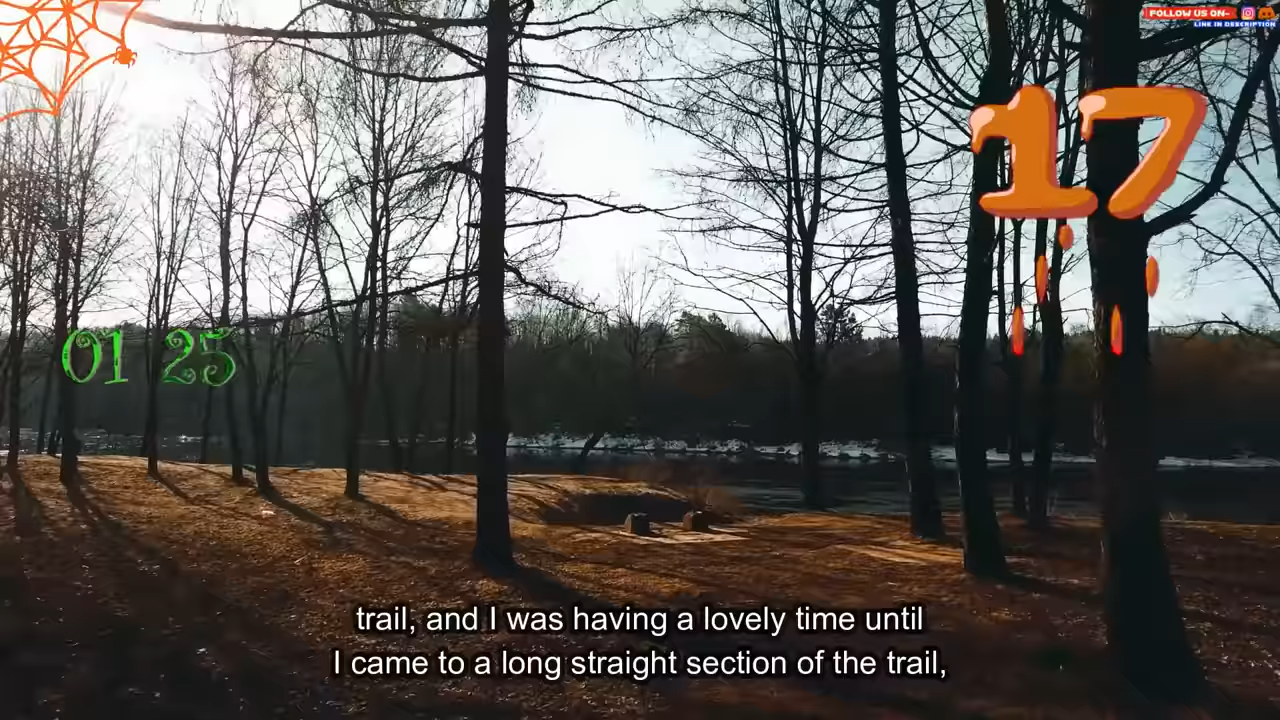 FOLLOW US ON-
LINK IN DESCRIPTION
17
01 25
trail, and I was having a lovely time until
I came to a long straight section of the trail,